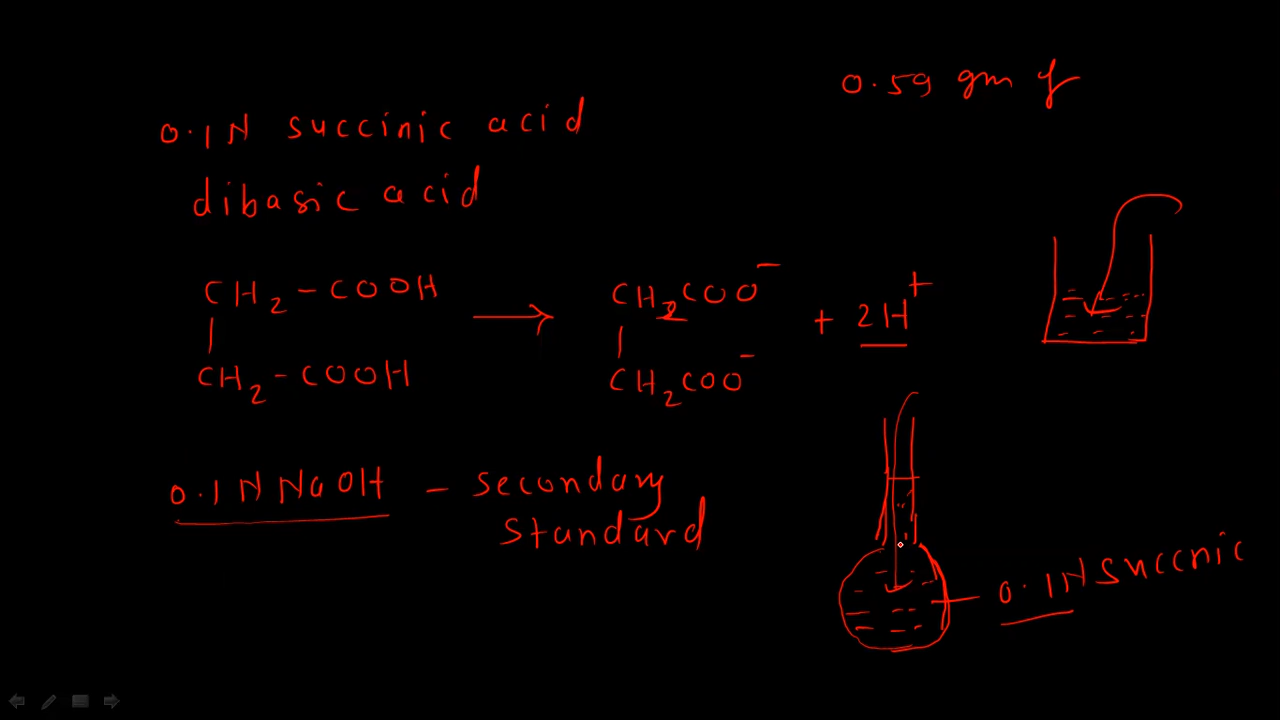 0.59 gm of
0.1N succinic acid
dibasic acid
CH2-COOH → CH2COO- + 2H+
|
CH2-COOH CH2COO-
0.1N NaOH - secondary
standard
0.1N Succnic